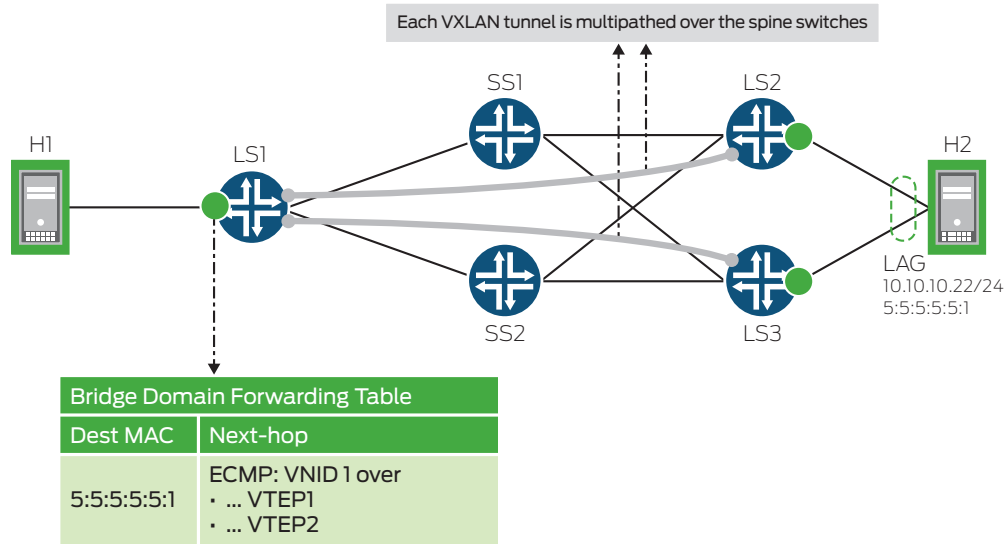 Each VXLAN tunnel is multipathed over the spine switches
SS1
LS2
H1
LS1
H2
LAG
10.10.10.22/24
5:5:5:5:5:1
SS2
LS3
Bridge Domain Forwarding Table
Dest MAC Next-hop
5:5:5:5:5:1 ECMP: VNID 1 over
• ... VTEP1
• ... VTEP2